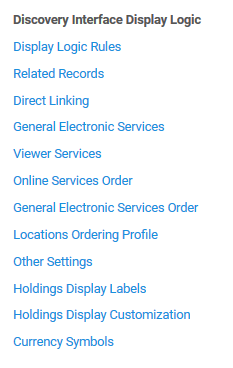 Discovery Interface Display Logic
Display Logic Rules
Related Records
Direct Linking
General Electronic Services
Viewer Services
Online Services Order
General Electronic Services Order
Locations Ordering Profile
Other Settings
Holdings Display Labels
Holdings Display Customization
Currency Symbols